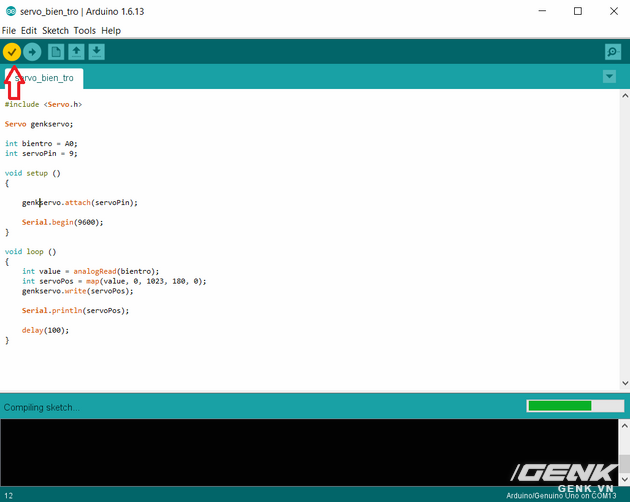 servo_bien_tro | Arduino 1.6.13
File Edit Sketch Tools Help
servo_bien_tro
#include <Servo.h>
Servo genkservo;
int bientro = A0;
int servoPin = 9;
void setup ()
{
genkservo.attach(servoPin);
Serial.begin(9600);
}
void loop ()
{
int value = analogRead(bientro);
int servoPos = map(value, 0, 1023, 180, 0);
genkservo.write(servoPos);
Serial.println(servoPos);
delay(100);
}
Compiling sketch...
GENK
GENK.VN
12
Arduino/Genuino Uno on COM13